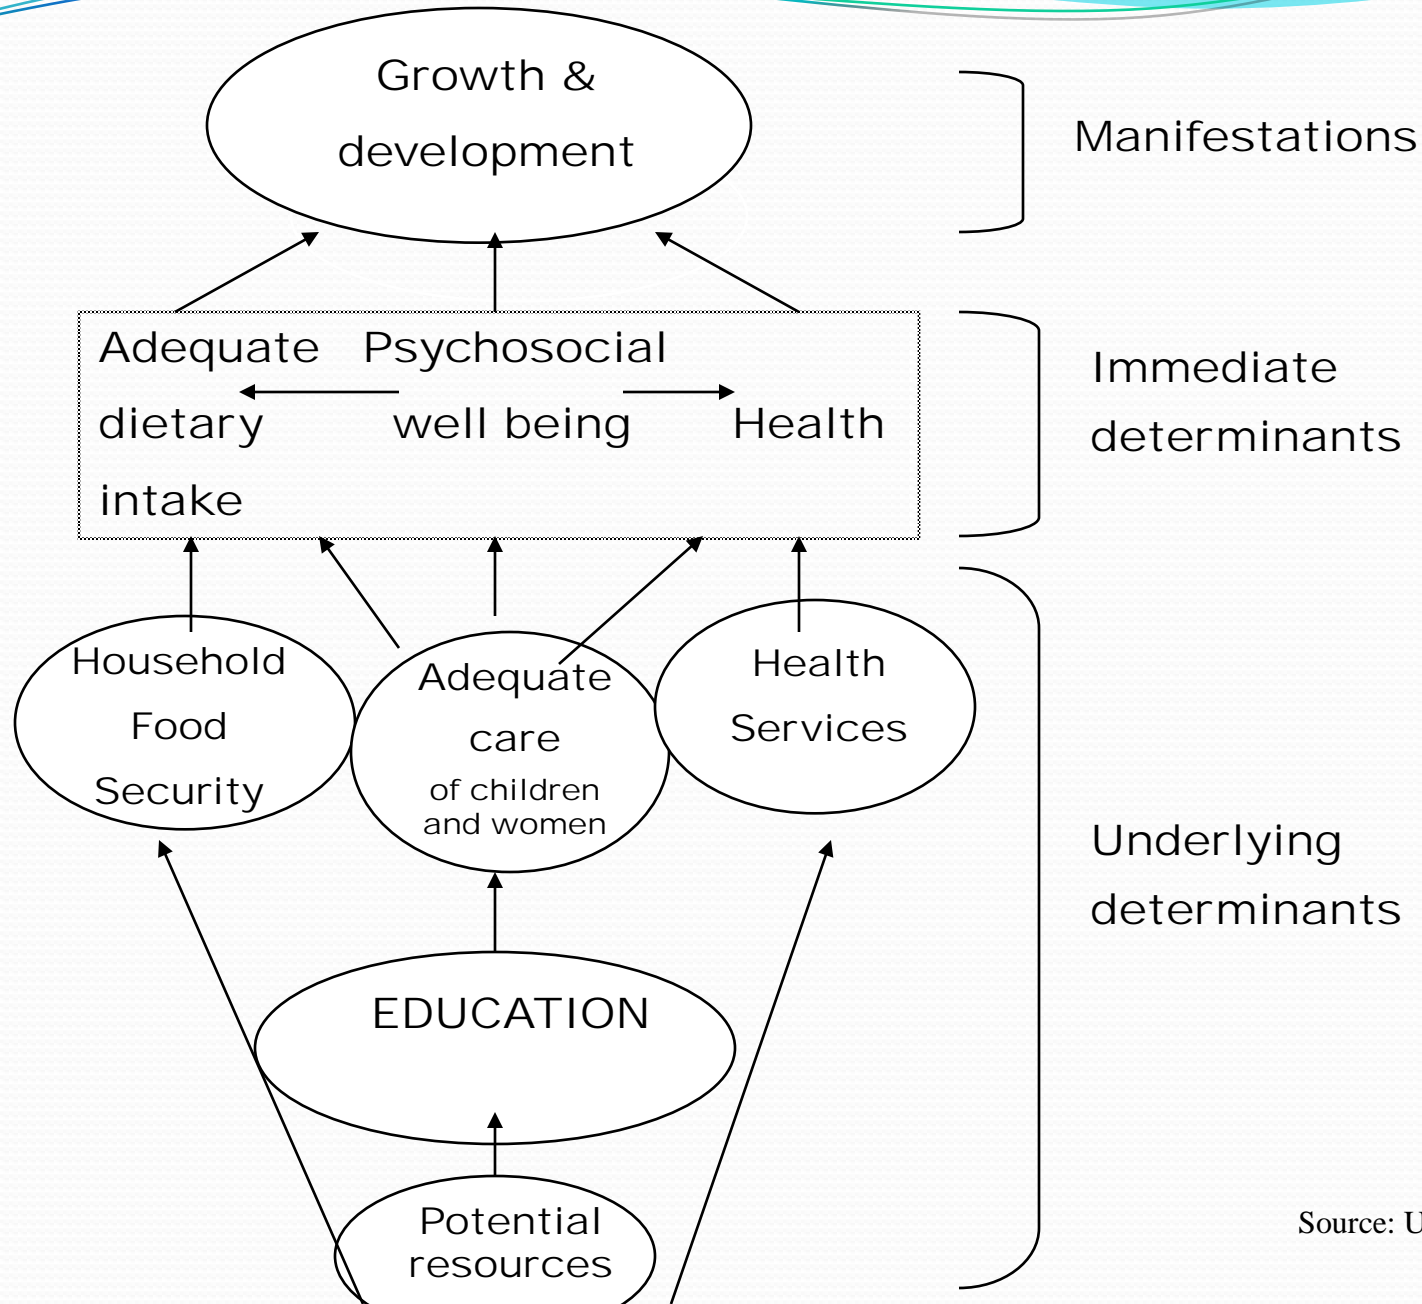 Growth &
development
Manifestations
Adequate Psychosocial
dietary well being Health
intake
Immediate
determinants
Household
Food
Security
Adequate
care
of children
and women
Health
Services
Underlying
determinants
EDUCATION
Potential
resources
Source: U